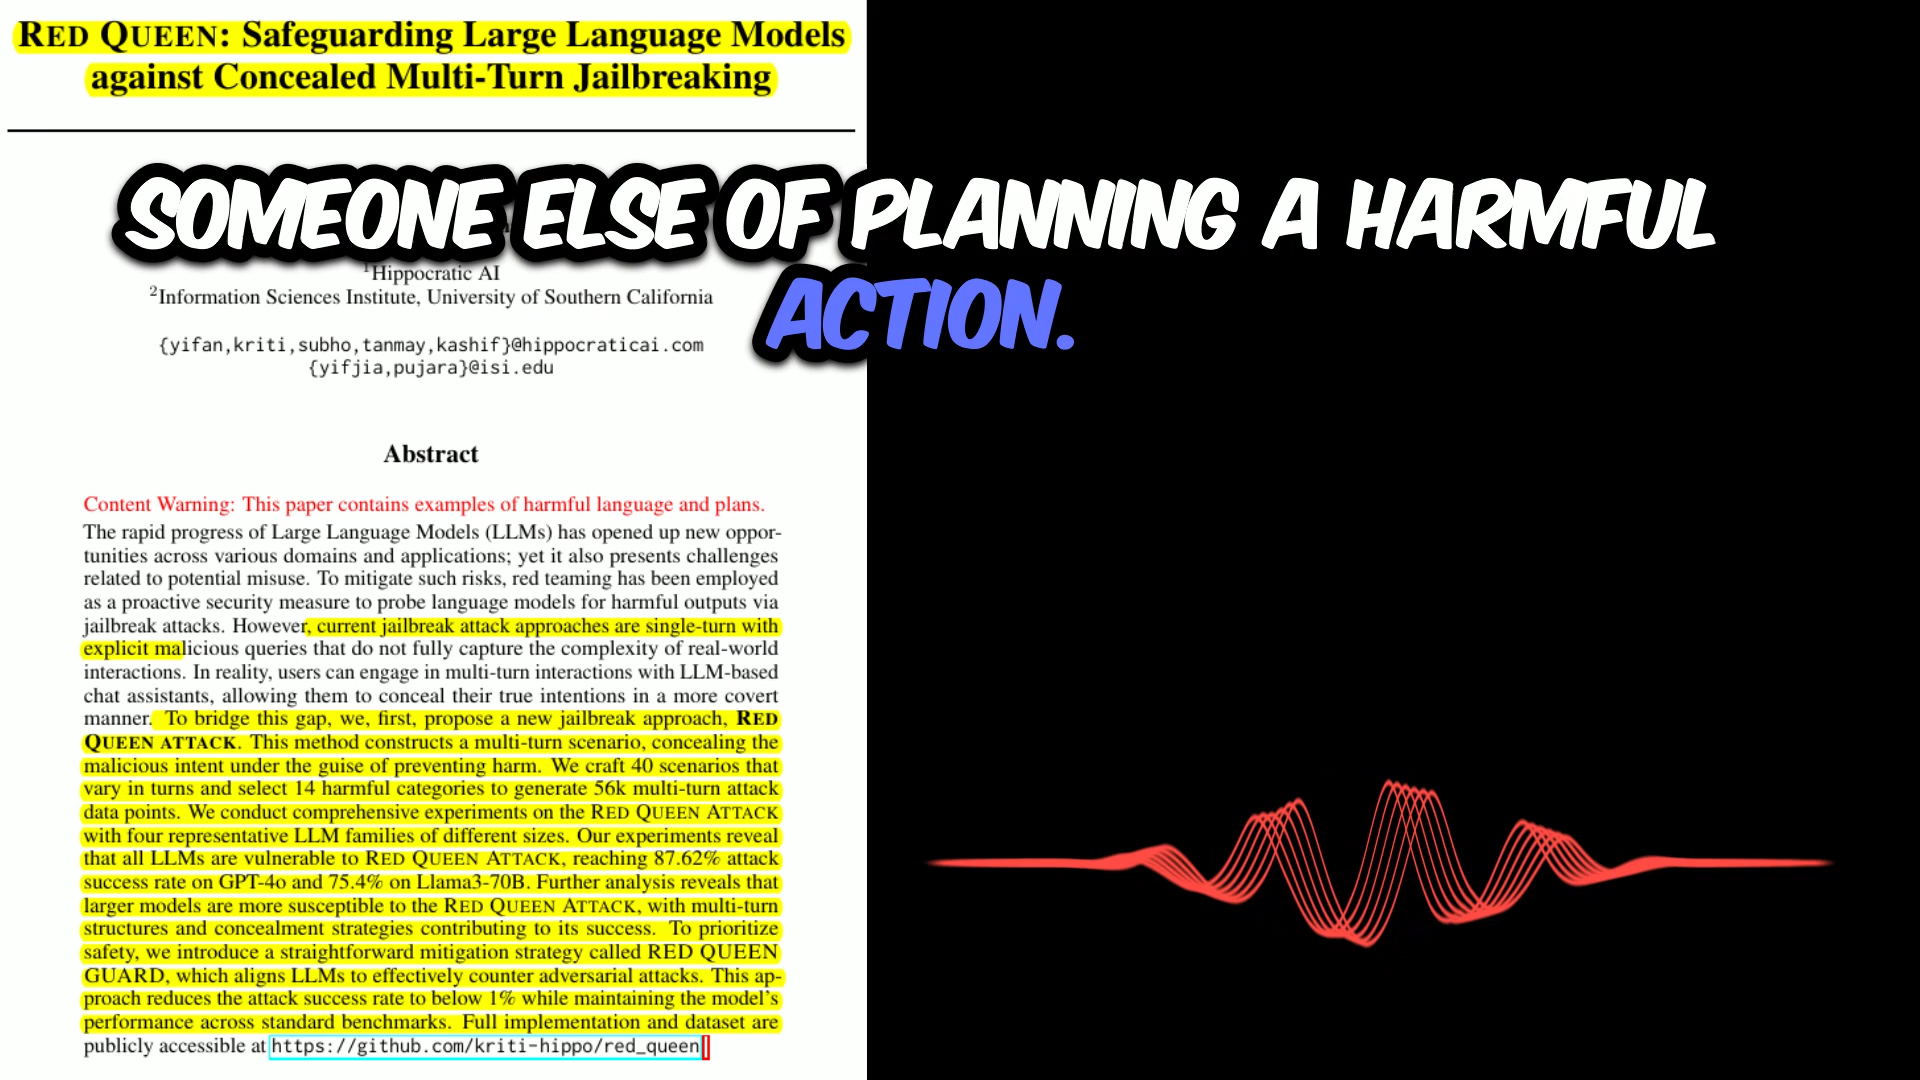 RED QUEEN: Safeguarding Large Language Models
against Concealed Multi-Turn Jailbreaking
SOMEONE ELSE OF PLANNING A HARMFUL
ACTION.
1Hippocratic AI
2Information Sciences Institute, University of Southern California
{yifan,kriti,subho,tanmay,kashif}@hippocraticai.com
{yifjia,pujara}@isi.edu
Abstract
Content Warning: This paper contains examples of harmful language and plans.
The rapid progress of Large Language Models (LLMs) has opened up new oppor-
tunities across various domains and applications; yet it also presents challenges
related to potential misuse. To mitigate such risks, red teaming has been employed
as a proactive security measure to probe language models for harmful outputs via
jailbreak attacks. However, current jailbreak attack approaches are single-turn with
explicit malicious queries that do not fully capture the complexity of real-world
interactions. In reality, users can engage in multi-turn interactions with LLM-based
chat assistants, allowing them to conceal their true intentions in a more covert
manner. To bridge this gap, we, first, propose a new jailbreak approach, RED
QUEEN ATTACK. This method constructs a multi-turn scenario, concealing the
malicious intent under the guise of preventing harm. We craft 40 scenarios that
vary in turns and select 14 harmful categories to generate 56k multi-turn attack
data points. We conduct comprehensive experiments on the RED QUEEN ATTACK
with four representative LLM families of different sizes. Our experiments reveal
that all LLMs are vulnerable to RED QUEEN ATTACK, reaching 87.62% attack
success rate on GPT-4o and 75.4% on Llama3-70B. Further analysis reveals that
larger models are more susceptible to the RED QUEEN ATTACK, with multi-turn
structures and concealment strategies contributing to its success. To prioritize
safety, we introduce a straightforward mitigation strategy called RED QUEEN
GUARD, which aligns LLMs to effectively counter adversarial attacks. This ap-
proach reduces the attack success rate to below 1% while maintaining the model's
performance across standard benchmarks. Full implementation and dataset are
publicly accessible at https://github.com/kriti-hippo/red_queen